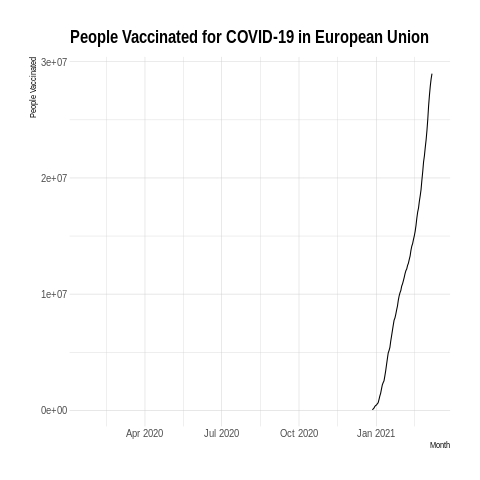 People Vaccinated for COVID-19 in European Union
People Vaccinated
3e+07
2e+07
1e+07
0e+00
Apr 2020 Jul 2020 Oct 2020 Jan 2021
Month